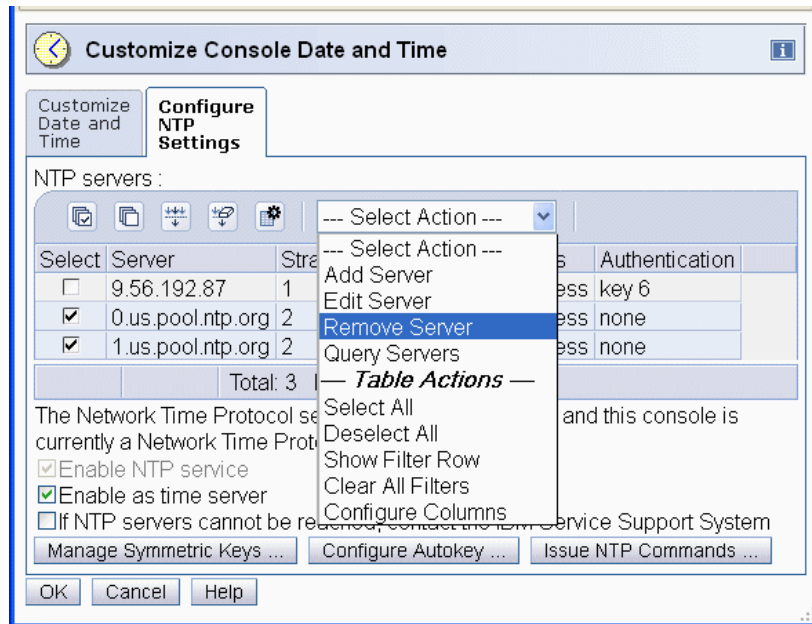 Customize Console Date and Time
Customize
Date and
Time
Configure
NTP
Settings
NTP servers :
--- Select Action ---
Select Server Stra s Authentication
9.56.192.87 1 ess key 6
0.us.pool.ntp.org 2 ess none
1.us.pool.ntp.org 2 ess none
Total: 3
--- Select Action ---
Add Server
Edit Server
Remove Server
Query Servers
— Table Actions —
Select All
Deselect All
Show Filter Row
Clear All Filters
Configure Columns
The Network Time Protocol se and this console is
currently a Network Time Proto
Enable NTP service
Enable as time server
If NTP servers cannot be reached, contact the IBM Service Support System
Manage Symmetric Keys ... Configure Autokey ... Issue NTP Commands ...
OK Cancel Help